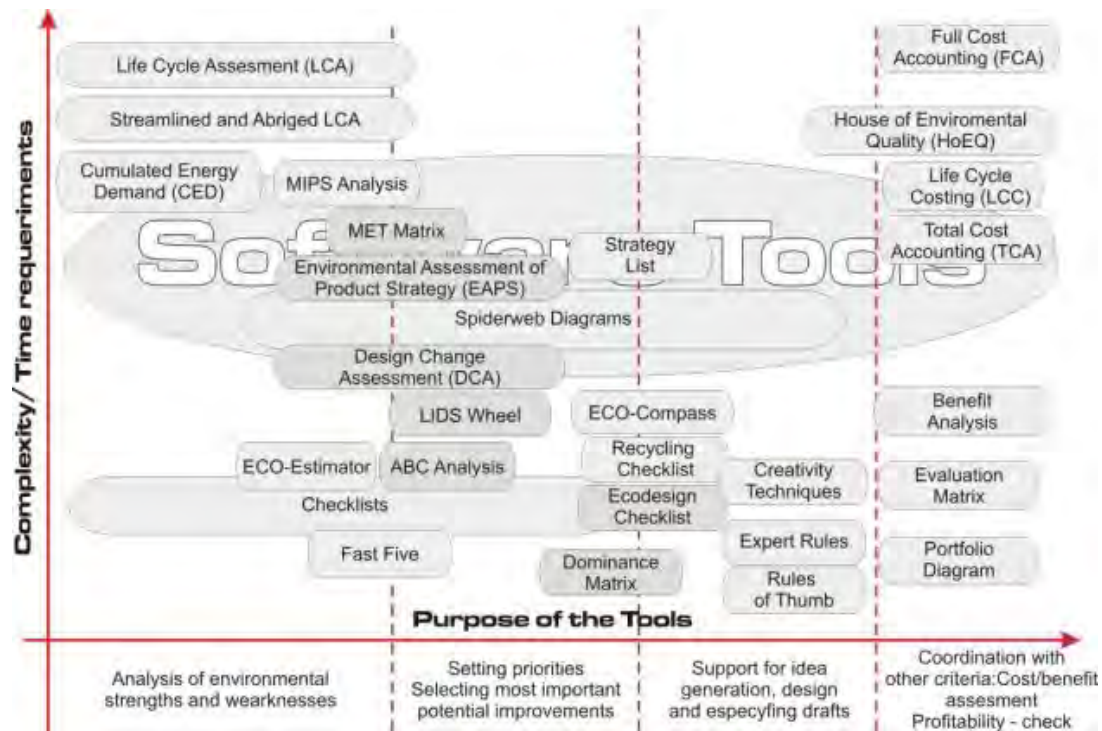 Life Cycle Assesment (LCA)
Full Cost
Accounting (FCA)
Streamlined and Abriged LCA
House of Enviromental
Quality (HoEQ)
Cumulated Energy
Demand (CED)
MIPS Analysis
Life Cycle
Costing (LCC)
MET Matrix
Software Tools
Strategy
List
Total Cost
Accounting (TCA)
Environmental Assessment of
Product Strategy (EAPS)
Spiderweb Diagrams
Design Change
Assessment (DCA)
LIDS Wheel
ECO-Compass
Benefit
Analysis
ECO-Estimator
ABC Analysis
Recycling
Checklist
Creativity
Techniques
Evaluation
Matrix
Checklists
Ecodesign
Checklist
Fast Five
Expert Rules
Dominance
Matrix
Portfolio
Diagram
Rules
of Thumb
Complexity/ Time requeriments
Purpose of the Tools
Analysis of environmental
strengths and weaknesses
Setting priorities
Selecting most important
potential improvements
Support for idea
generation, design
and especyfing drafts
Coordination with
other criteria:Cost/benefit
assesment
Profitability - check